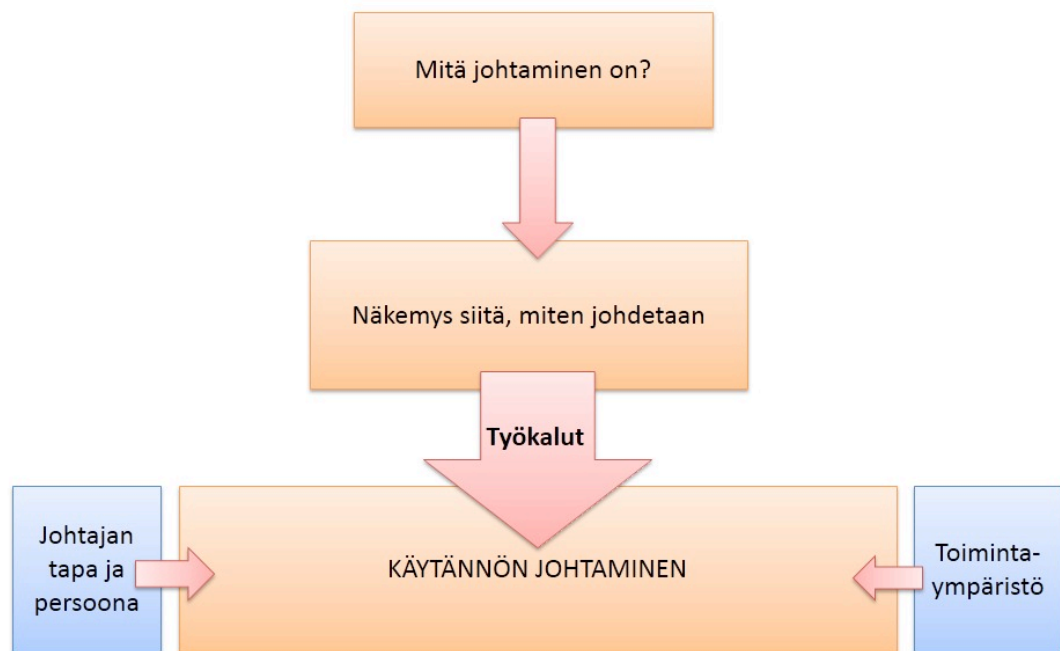 Mitä johtaminen on?
Näkemys siitä, miten johdetaan
Työkalut
Johtajan
tapa ja
persoona
KÄYTÄNNÖN JOHTAMINEN
Toiminta-
ympäristö